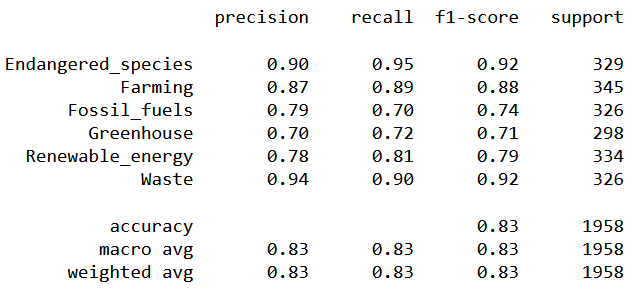 precision recall f1-score support
Endangered_species 0.90 0.95 0.92 329
Farming 0.87 0.89 0.88 345
Fossil_fuels 0.79 0.70 0.74 326
Greenhouse 0.70 0.72 0.71 298
Renewable_energy 0.78 0.81 0.79 334
Waste 0.94 0.90 0.92 326
accuracy 0.83 1958
macro avg 0.83 0.83 0.83 1958
weighted avg 0.83 0.83 0.83 1958